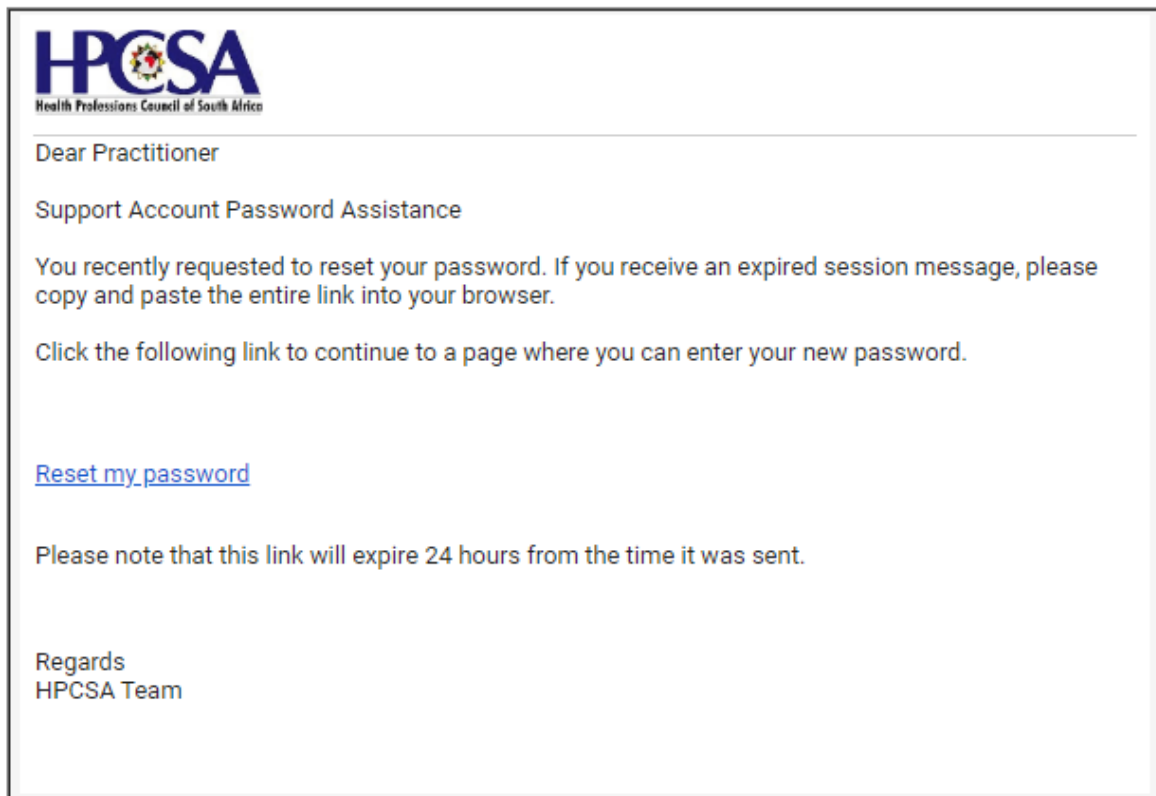 HPCSA
Health Professions Council of South Africa
Dear Practitioner
Support Account Password Assistance
You recently requested to reset your password. If you receive an expired session message, please
copy and paste the entire link into your browser.
Click the following link to continue to a page where you can enter your new password.
Reset my password
Please note that this link will expire 24 hours from the time it was sent.
Regards
HPCSA Team